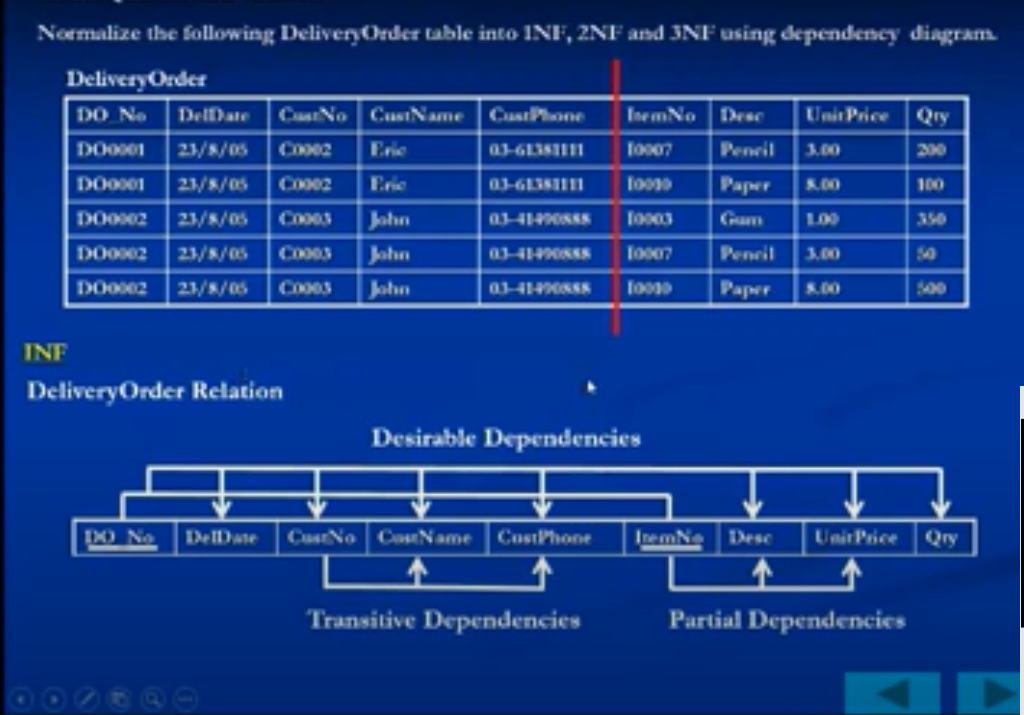 Normalize the following DeliveryOrder table into 1NF, 2NF and 3NF using dependency diagram.
DeliveryOrder
DO_No DelDate CustNo CustName CustPhone ItemNo Desc UnitPrice Qty
DO0001 23/8/05 C0002 Eric 03-61381111 I0007 Pencil 3.00 200
DO0001 23/8/05 C0002 Eric 03-61381111 I0010 Paper 8.00 100
DO0002 23/8/05 C0003 John 03-41490888 I0003 Gum 1.00 350
DO0002 23/8/05 C0003 John 03-41490888 I0007 Pencil 3.00 50
DO0002 23/8/05 C0003 John 03-41490888 I0010 Paper 8.00 500
1NF
DeliveryOrder Relation
Desirable Dependencies
DO_No DelDate CustNo CustName CustPhone ItemNo Desc UnitPrice Qty
Transitive Dependencies Partial Dependencies